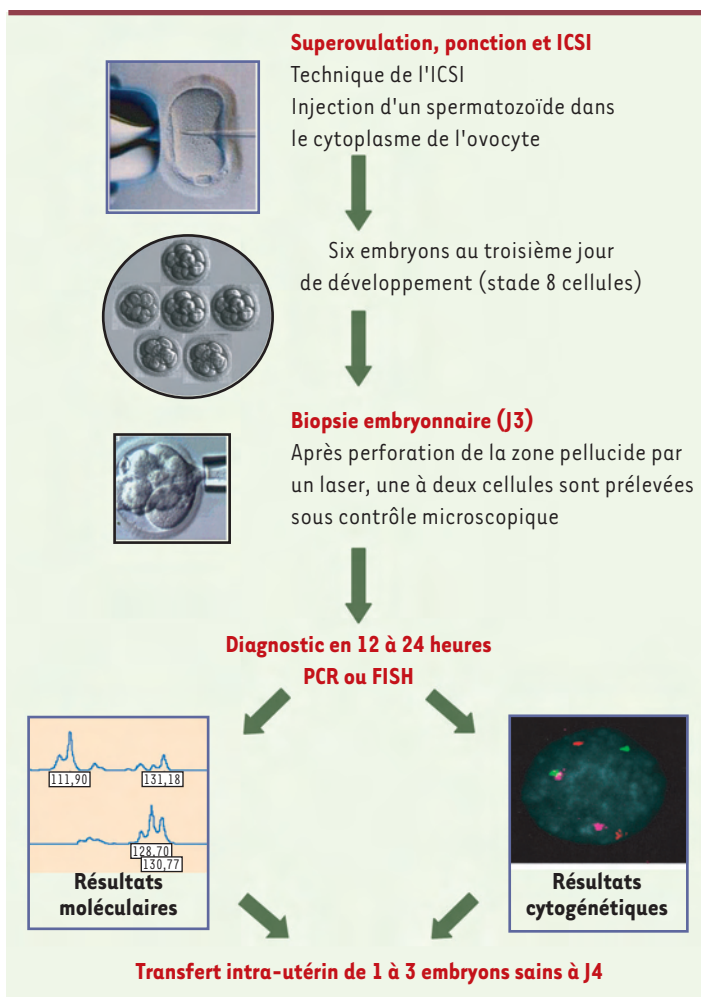 Superovulation, ponction et ICSI
Technique de l'ICSI
Injection d'un spermatozoïde dans
le cytoplasme de l'ovocyte
Six embryons au troisième jour
de développement (stade 8 cellules)
Biopsie embryonnaire (J3)
Après perforation de la zone pellucide par
un laser, une à deux cellules sont prélevées
sous contrôle microscopique
Diagnostic en 12 à 24 heures
PCR ou FISH
111,90
131,18
128,70
130,77
Résultats
moléculaires
Résultats
cytogénétiques
Transfert intra-utérin de 1 à 3 embryons sains à J4